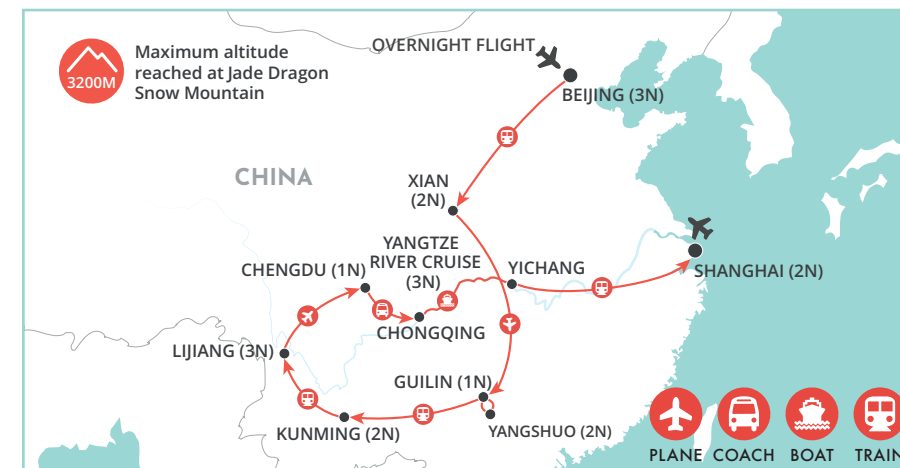 Maximum altitude
reached at Jade Dragon
Snow Mountain
3200M
OVERNIGHT FLIGHT
BEIJING (3N)
CHINA
XIAN
(2N)
YANGTZE
RIVER CRUISE
(3N)
CHENGDU (1N)
YICHANG
SHANGHAI (2N)
CHONGQING
LIJIANG (3N)
GUILIN (1N)
KUNMING (2N)
YANGSHUO (2N)
PLANE COACH BOAT TRAIN